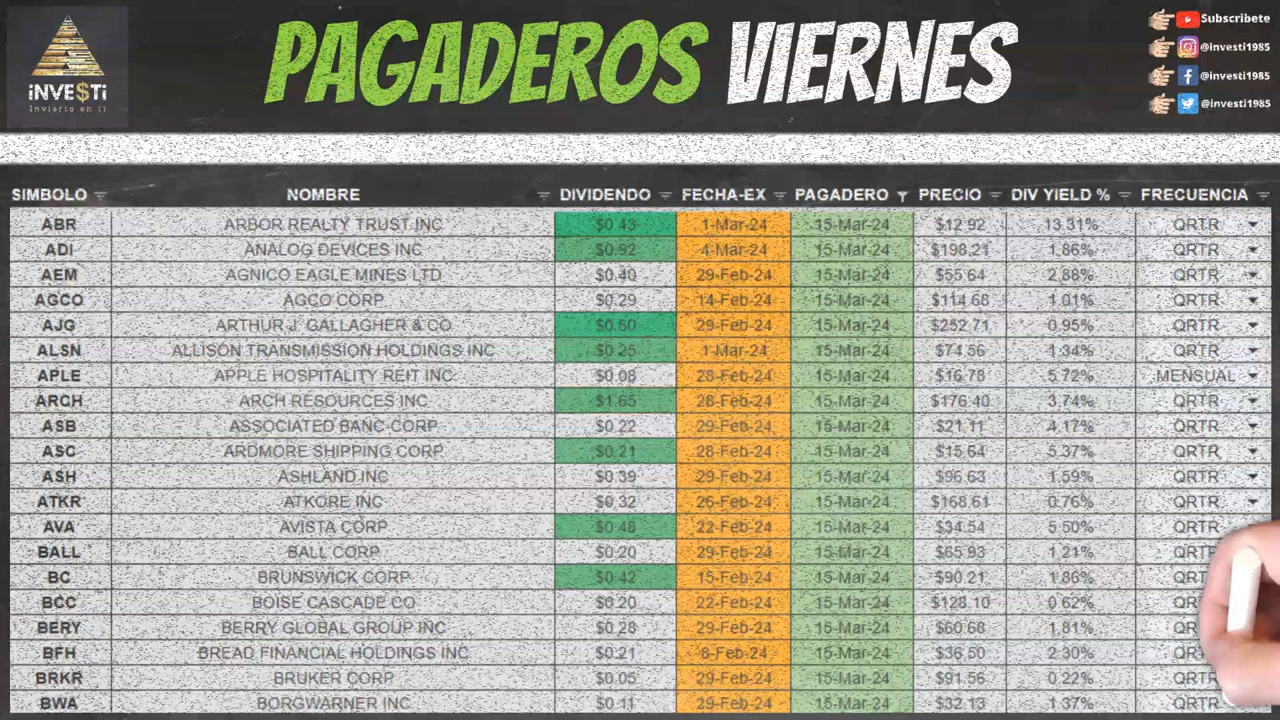 PAGADEROS VIERNES
iNVE$Ti
Invierto en ti
Subscribete
@investi1985
@investi1985
@investi1985
SIMBOLO NOMBRE DIVIDENDO FECHA-EX PAGADERO PRECIO DIV YIELD % FRECUENCIA
ABR ARBOR REALTY TRUST INC $0.43 1-Mar-24 15-Mar-24 $12.92 13.31% QRTR
ADI ANALOG DEVICES INC $0.92 4-Mar-24 15-Mar-24 $198.21 1.86% QRTR
AEM AGNICO EAGLE MINES LTD $0.40 29-Feb-24 15-Mar-24 $55.64 2.88% QRTR
AGCO AGCO CORP $0.29 14-Feb-24 15-Mar-24 $114.68 1.01% QRTR
AJG ARTHUR J. GALLAGHER & CO $0.60 29-Feb-24 15-Mar-24 $252.71 0.95% QRTR
ALSN ALLISON TRANSMISSION HOLDINGS INC $0.25 1-Mar-24 15-Mar-24 $74.56 1.34% QRTR
APLE APPLE HOSPITALITY REIT INC $0.08 28-Feb-24 15-Mar-24 $16.78 5.72% MENSUAL
ARCH ARCH RESOURCES INC $1.65 28-Feb-24 15-Mar-24 $176.40 3.74% QRTR
ASB ASSOCIATED BANC-CORP $0.22 29-Feb-24 15-Mar-24 $21.11 4.17% QRTR
ASC ARDMORE SHIPPING CORP $0.21 28-Feb-24 15-Mar-24 $15.64 5.37% QRTR
ASH ASHLAND INC $0.39 29-Feb-24 15-Mar-24 $96.63 1.59% QRTR
ATKR ATKORE INC $0.32 26-Feb-24 15-Mar-24 $168.61 0.76% QRTR
AVA AVISTA CORP $0.48 22-Feb-24 15-Mar-24 $34.54 5.50% QRTR
BALL BALL CORP $0.20 29-Feb-24 15-Mar-24 $65.93 1.21% QRTR
BC BRUNSWICK CORP $0.42 15-Feb-24 15-Mar-24 $90.21 1.86% QRTR
BCC BOISE CASCADE CO $0.20 22-Feb-24 15-Mar-24 $128.10 0.62% QR
BERY BERRY GLOBAL GROUP INC $0.28 29-Feb-24 15-Mar-24 $60.68 1.81% QR
BFH BREAD FINANCIAL HOLDINGS INC $0.21 8-Feb-24 15-Mar-24 $36.50 2.30% QR
BRKR BRUKER CORP $0.05 29-Feb-24 15-Mar-24 $91.56 0.22% QR
BWA BORGWARNER INC $0.11 29-Feb-24 15-Mar-24 $32.13 1.37% QRTR